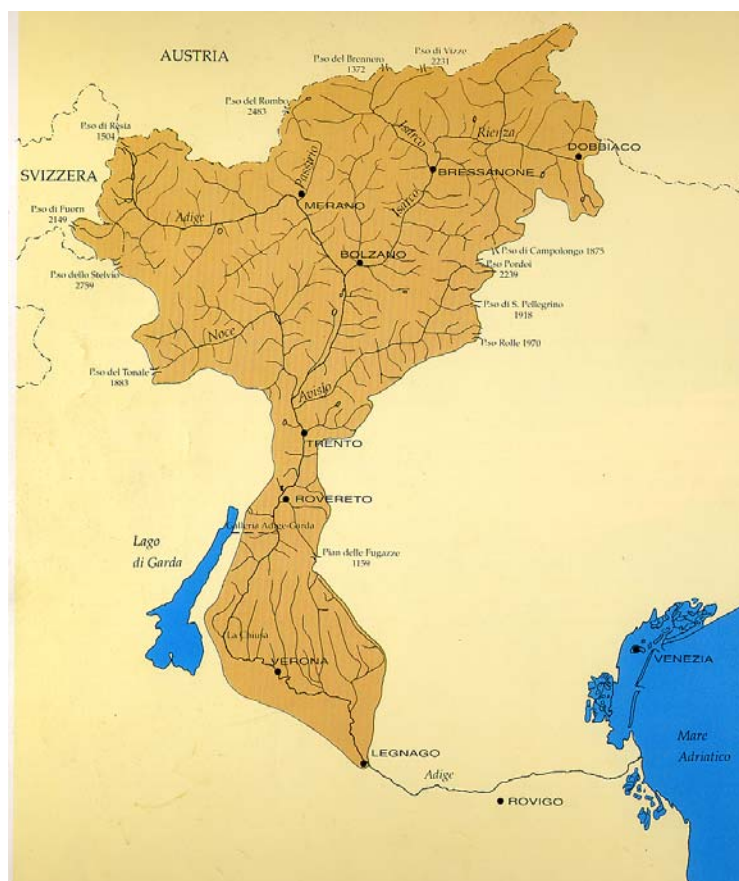 AUSTRIA
P.so del Brennero
1372
P.so di Vizze
2231
P.so del Rombo
2483
P.so di Resia
1504
Isarco
Rienza
DOBBIACO
SVIZZERA
Passirio
BRESSANONE
MERANO
Isarco
P.so di Fuorn
2149
Adige
P.so di Campolongo 1875
BOLZANO
P.so Pordoi
2239
P.so dello Stelvio
2759
P.so di S. Pellegrino
1918
Noce
P.so Rolle 1970
P.so del Tonale
1883
Avisio
TRENTO
ROVERETO
Galleria Adige-Garda
Lago
di Garda
Pian delle Fugazze
1159
La Chiusa
VERONA
VENEZIA
Mare
Adriatico
LEGNAGO
Adige
ROVIGO